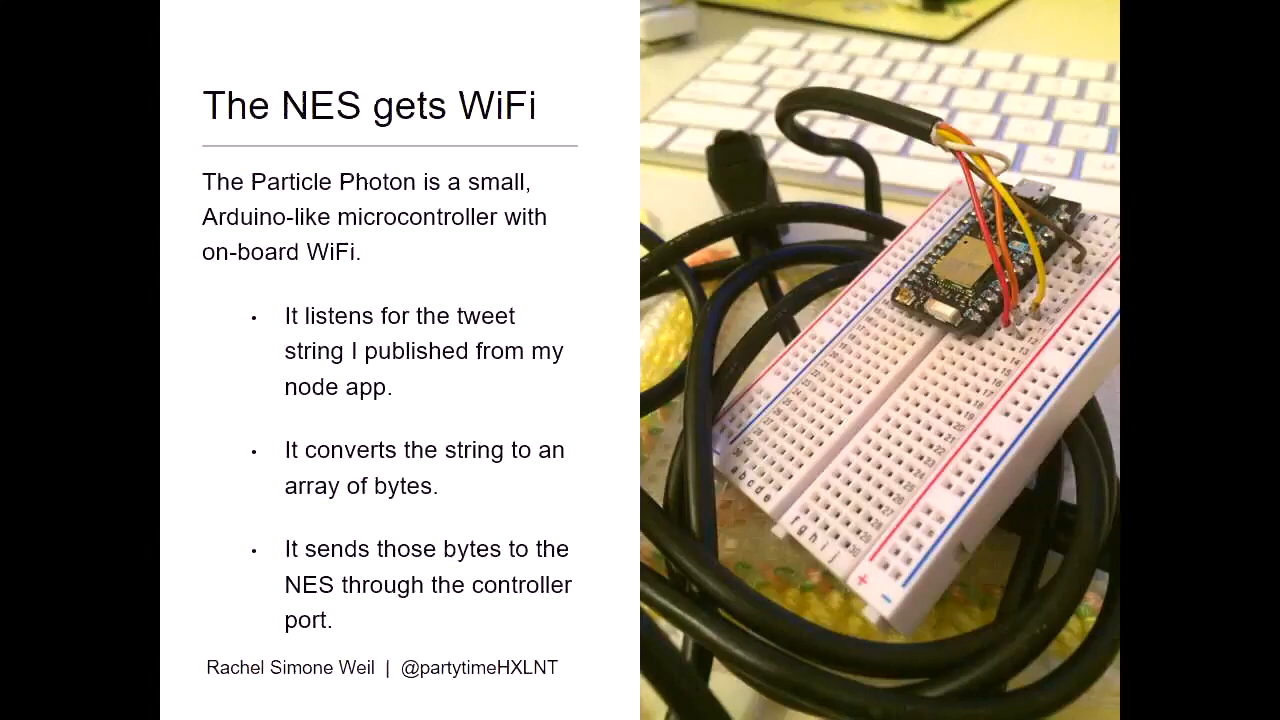 The NES gets WiFi
The Particle Photon is a small,
Arduino-like microcontroller with
on-board WiFi.
• It listens for the tweet
string I published from my
node app.
• It converts the string to an
array of bytes.
• It sends those bytes to the
NES through the controller
port.
Rachel Simone Weil | @partytimeHXLNT